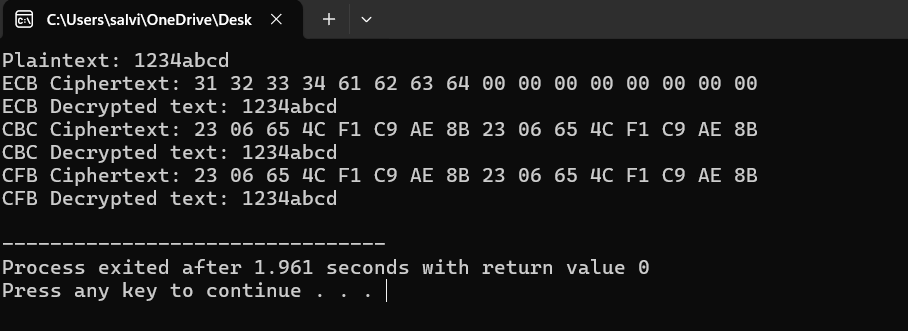 C:\Users\salvi\OneDrive\Desk
Plaintext: 1234abcd
ECB Ciphertext: 31 32 33 34 61 62 63 64 00 00 00 00 00 00 00 00
ECB Decrypted text: 1234abcd
CBC Ciphertext: 23 06 65 4C F1 C9 AE 8B 23 06 65 4C F1 C9 AE 8B
CBC Decrypted text: 1234abcd
CFB Ciphertext: 23 06 65 4C F1 C9 AE 8B 23 06 65 4C F1 C9 AE 8B
CFB Decrypted text: 1234abcd
--------------------------------
Process exited after 1.961 seconds with return value 0
Press any key to continue . . .